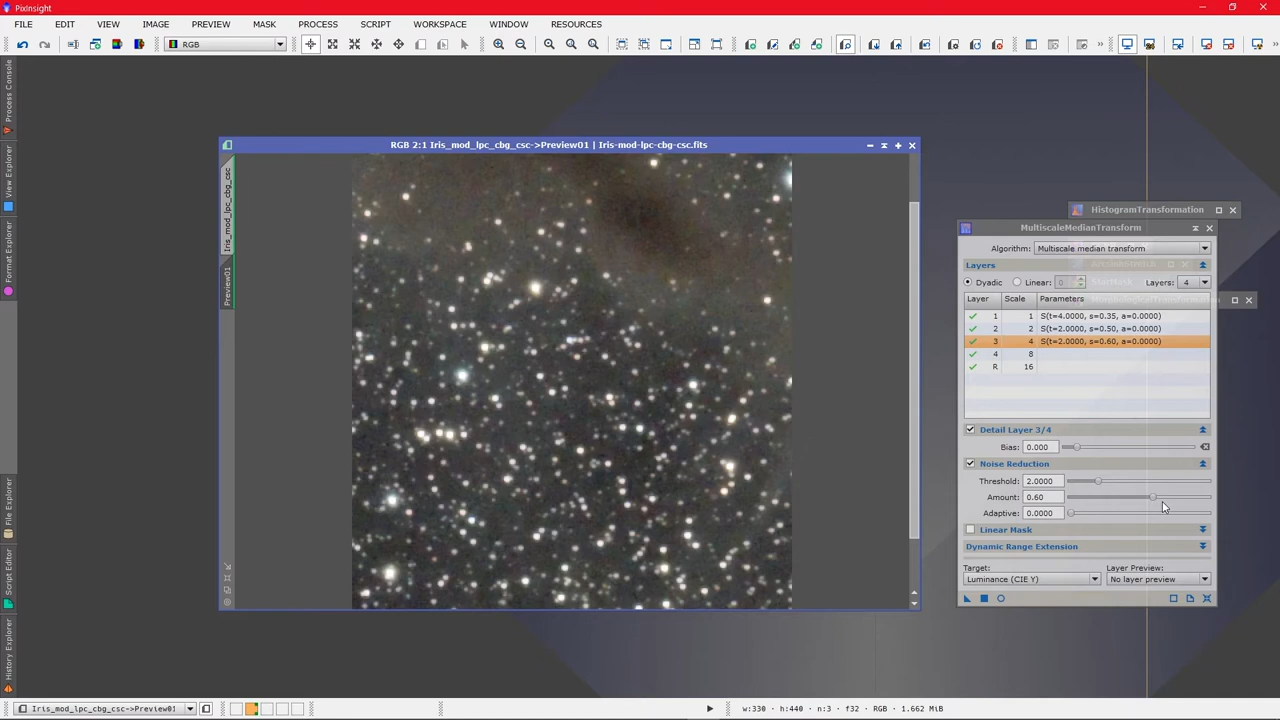 PixInsight
FILE EDIT VIEW IMAGE PREVIEW MASK PROCESS SCRIPT WORKSPACE WINDOW RESOURCES
RGB
Process Console
View Explorer
Format Explorer
File Explorer
Script Editor
History Explorer
RGB 2:1 Iris_mod_lpc_cbg_csc->Preview01 | Iris-mod-lpc-cbg-csc.fits
Iris_mod_lpc_cbg_csc
Preview01
HistogramTransformation
MultiscaleMedianTransform
Algorithm: Multiscale median transform
Layers
Dyadic Linear: 0 Layers: 4
Layer Scale Parameters
1 1 S(t=4.0000, s=0.35, a=0.0000)
2 2 S(t=2.0000, s=0.50, a=0.0000)
3 4 S(t=2.0000, s=0.60, a=0.0000)
4 8
R 16
Detail Layer 3/4
Bias: 0.000
Noise Reduction
Threshold: 2.0000
Amount: 0.60
Adaptive: 0.0000
Linear Mask
Dynamic Range Extension
Target: Layer Preview:
Luminance (CIE Y) No layer preview
Iris_mod_lpc_cbg_csc->Preview01
w:330 · h:440 · n:3 · f32 · RGB · 1.662 MiB